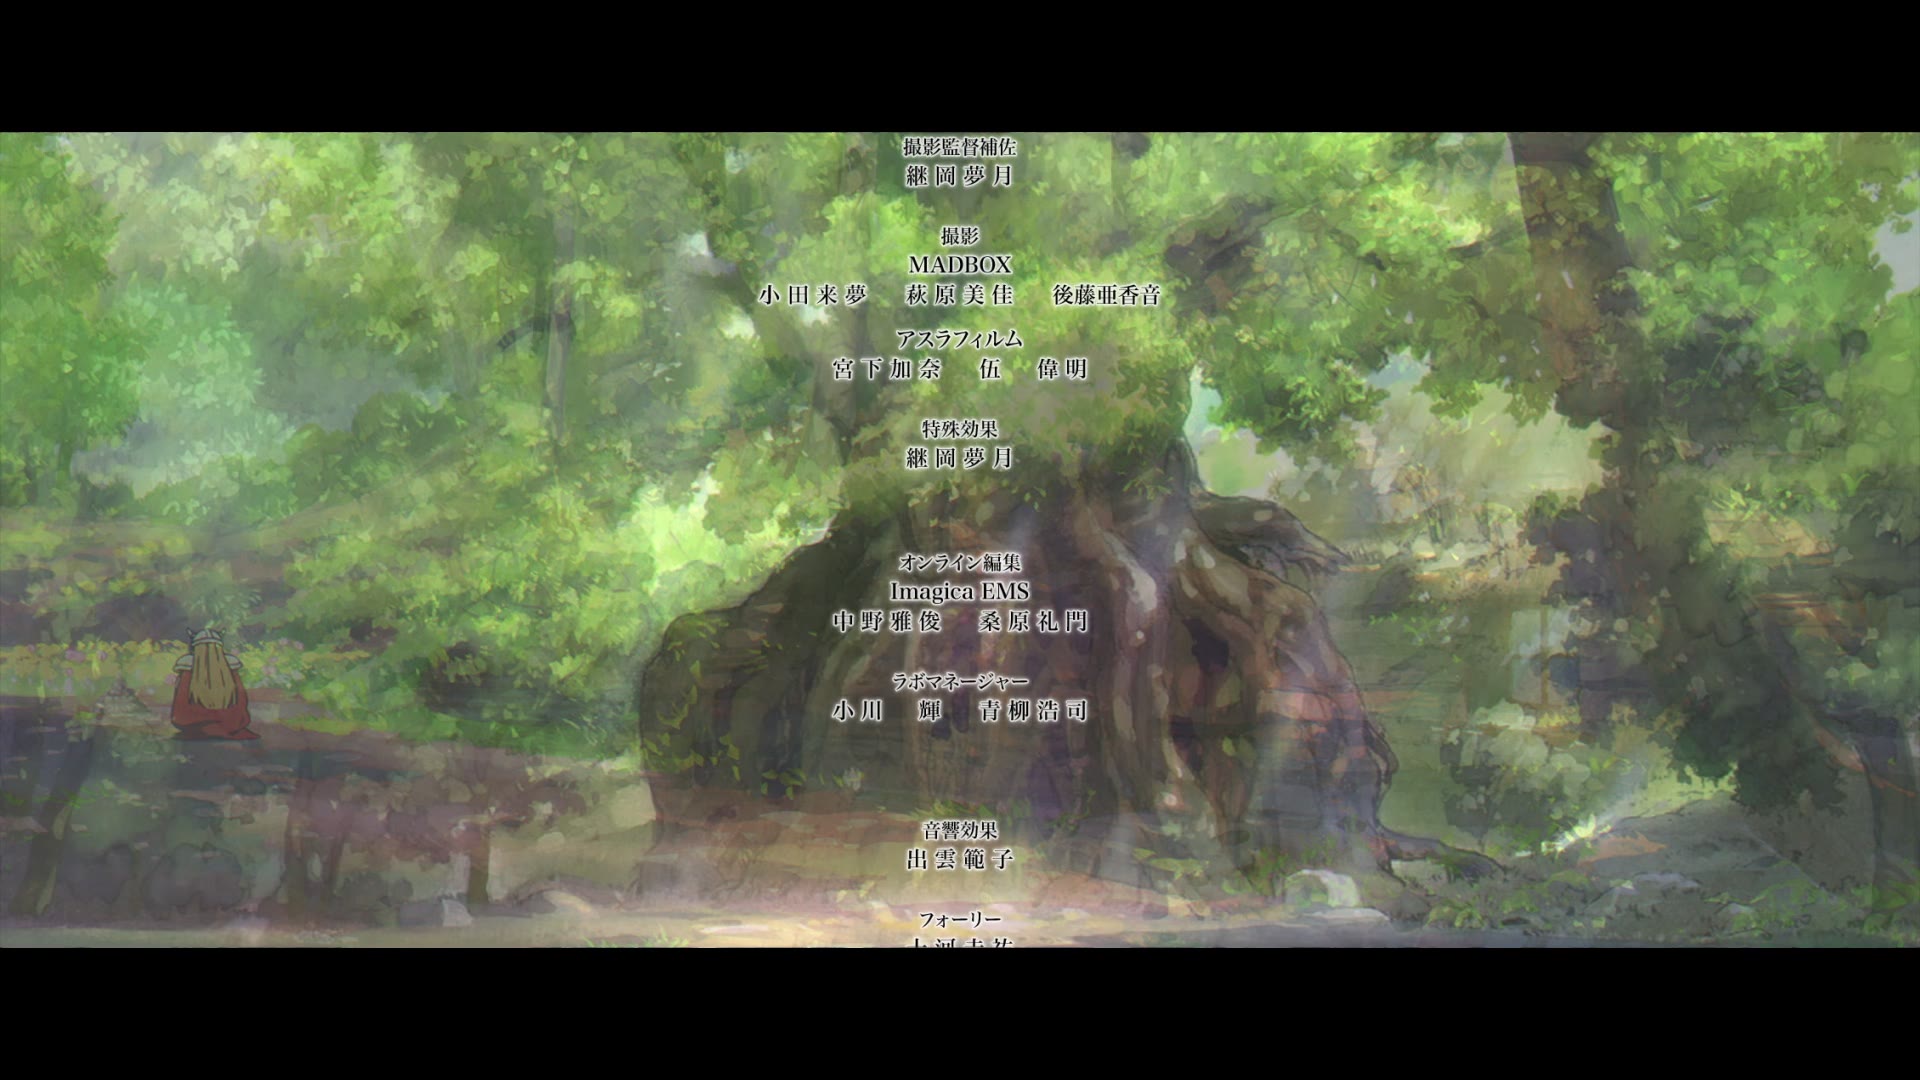 撮影監督補佐
継岡夢月
撮影
MADBOX
小田来夢 萩原美佳 後藤亜香音
アスラフィルム
宮下加奈 伍 偉明
特殊効果
継岡夢月
オンライン編集
Imagica EMS
中野雅俊 桑原礼門
ラボマネージャー
小川 輝 青柳浩司
音響効果
出雲範子
フォーリー